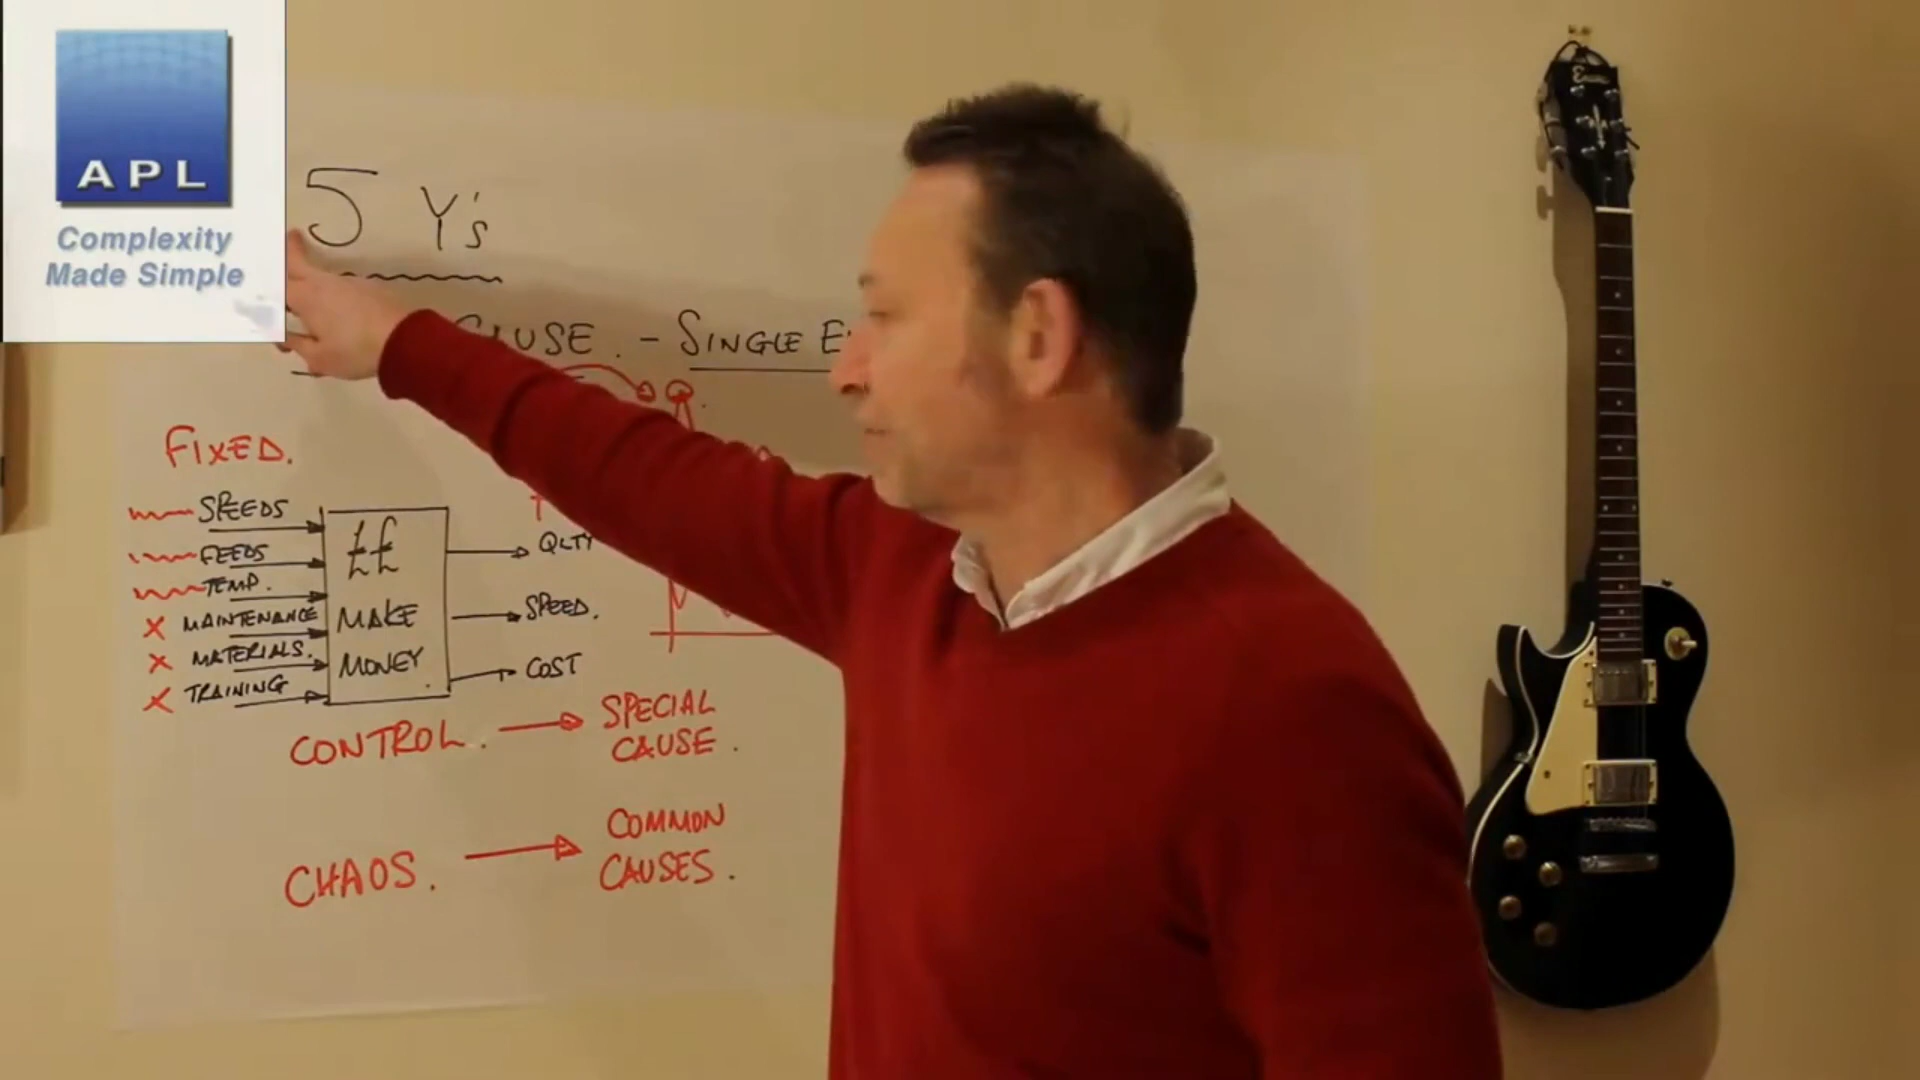 APL
Complexity
Made Simple
5 Y's
CAUSE. - SINGLE
FIXED.
SPEEDS
FEEDS
TEMP.
MAINTENANCE
MATERIALS.
TRAINING
££
MAKE
MONEY.
QLTY
SPEED.
COST
CONTROL. → SPECIAL
CAUSE.
CHAOS. → COMMON
CAUSES.